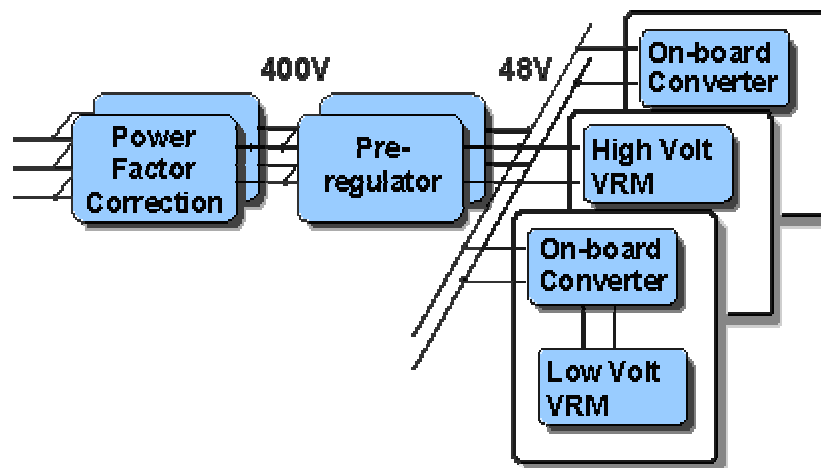 400V
48V
Power
Factor
Correction
Pre-
regulator
On-board
Converter
High Volt
VRM
On-board
Converter
Low Volt
VRM